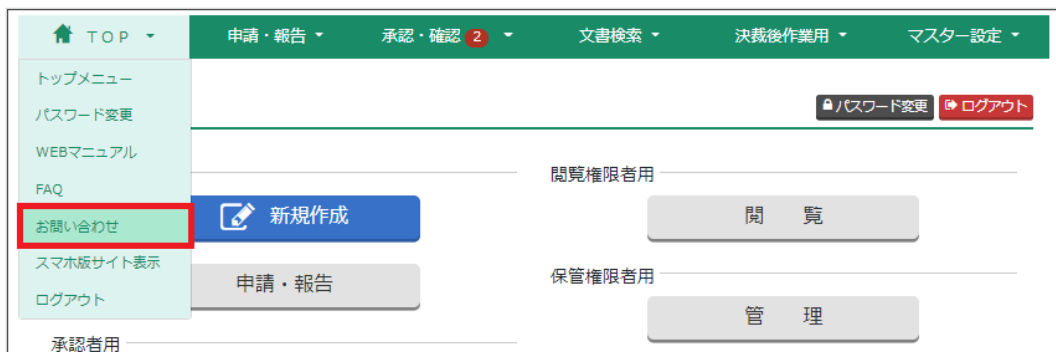 TOP
申請・報告
承認・確認 2
文書検索
決裁後作業用
マスター設定
トップメニュー
パスワード変更
WEBマニュアル
FAQ
お問い合わせ
スマホ版サイト表示
ログアウト
パスワード変更
ログアウト
新規作成
申請・報告
承認者用
閲覧権限者用
閲 覧
保管権限者用
管 理